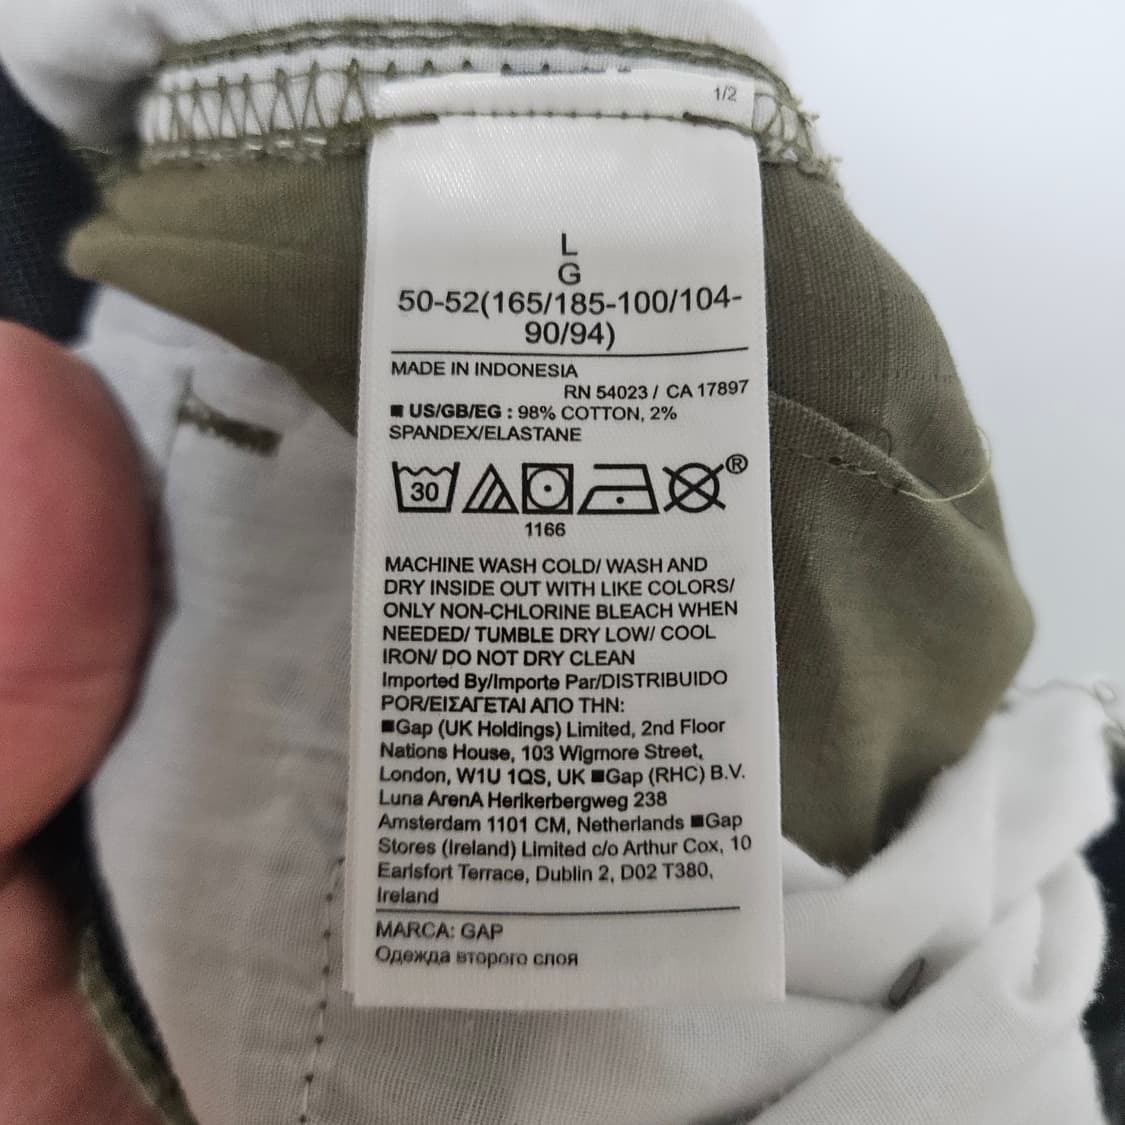 1/2
L
G
50-52(165/185-100/104-
90/94)
MADE IN INDONESIA
RN 54023 / CA 17897
■ US/GB/EG : 98% COTTON, 2%
SPANDEX/ELASTANE
30 ®
1166
MACHINE WASH COLD/ WASH AND
DRY INSIDE OUT WITH LIKE COLORS/
ONLY NON-CHLORINE BLEACH WHEN
NEEDED/ TUMBLE DRY LOW/ COOL
IRON/ DO NOT DRY CLEAN
Imported By/Importe Par/DISTRIBUIDO
POR/ΕΙΣΑΓΕΤΑΙ ΑΠΟ ΤΗΝ:
■Gap (UK Holdings) Limited, 2nd Floor
Nations House, 103 Wigmore Street,
London, W1U 1QS, UK ■Gap (RHC) B.V.
Luna ArenA Herikerbergweg 238
Amsterdam 1101 CM, Netherlands ■Gap
Stores (Ireland) Limited c/o Arthur Cox, 10
Earlsfort Terrace, Dublin 2, D02 T380,
Ireland
MARCA: GAP
Одежда второго слоя